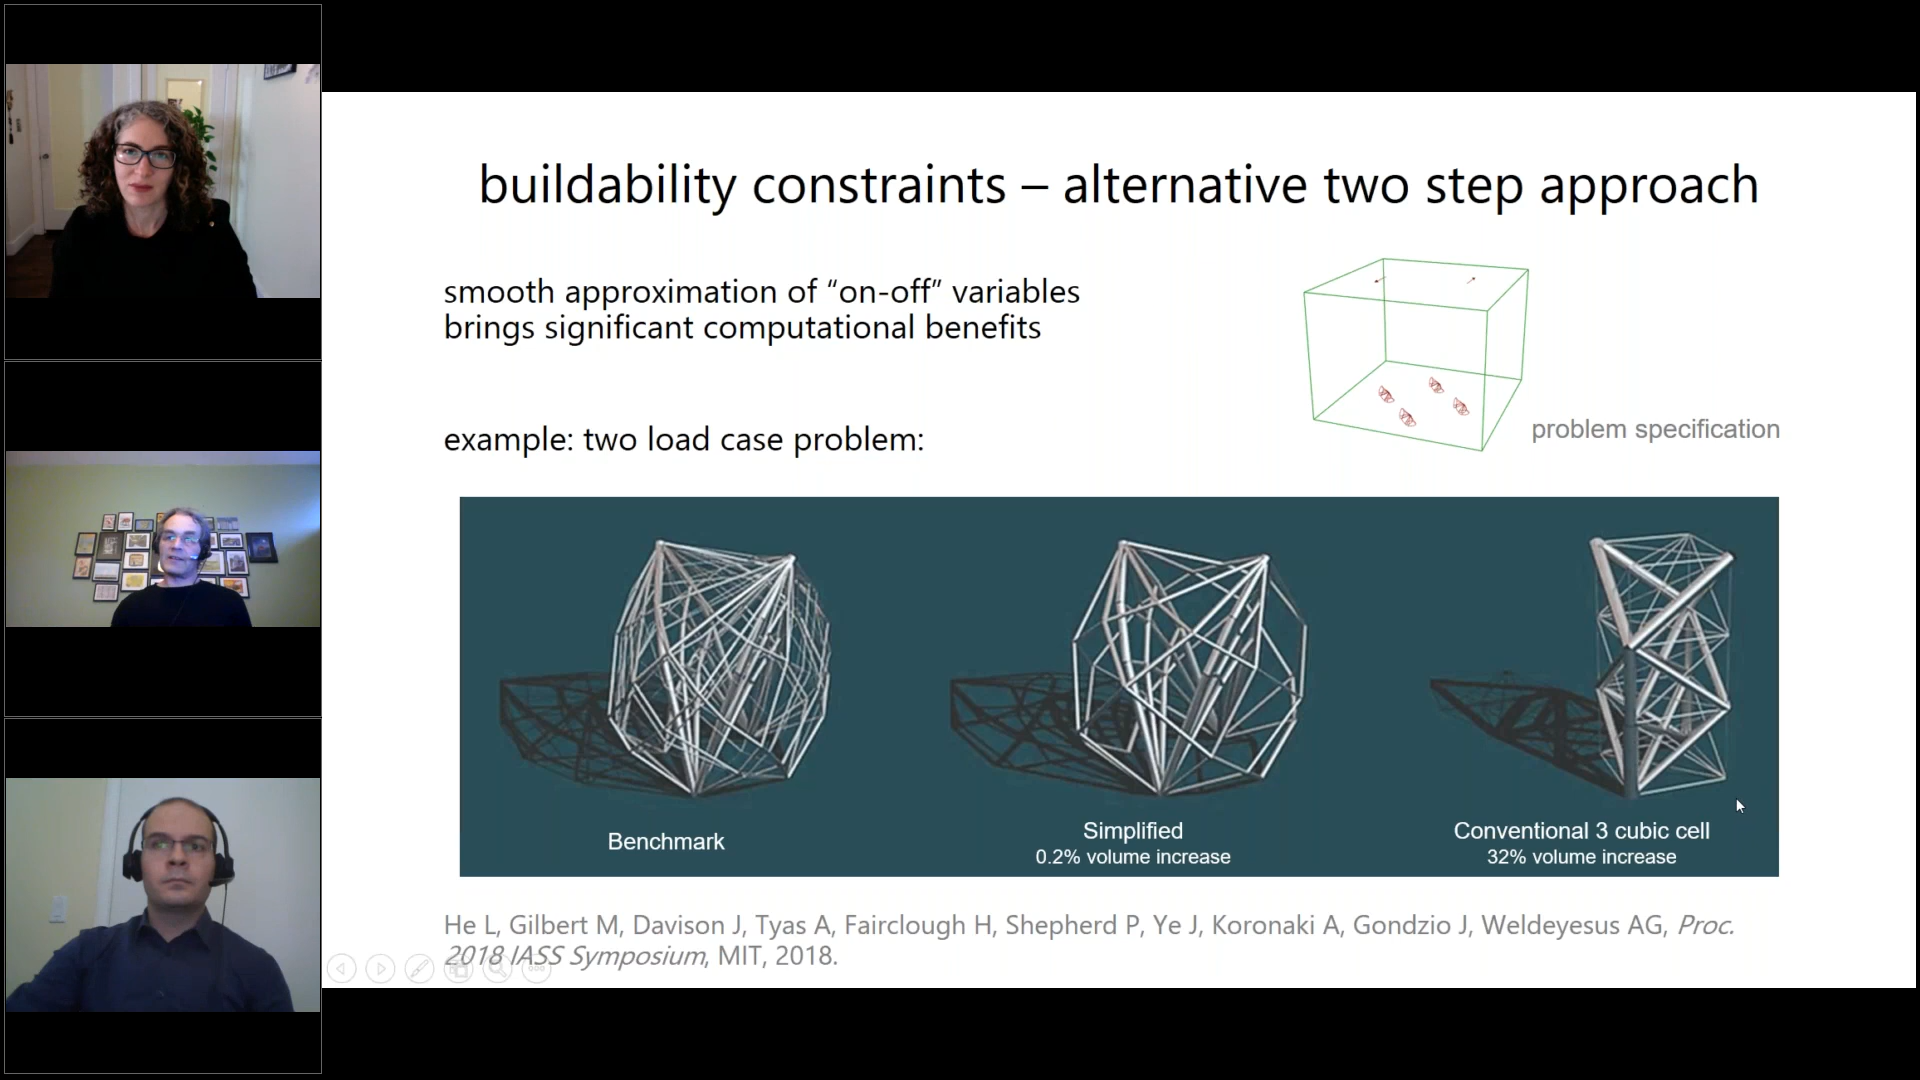 buildability constraints – alternative two step approach
smooth approximation of “on-off” variables
brings significant computational benefits
example: two load case problem:
problem specification
Benchmark
Simplified
0.2% volume increase
Conventional 3 cubic cell
32% volume increase
He L, Gilbert M, Davison J, Tyas A, Fairclough H, Shepherd P, Ye J, Koronaki A, Gondzio J, Weldeyesus AG, Proc.
2018 IASS Symposium, MIT, 2018.